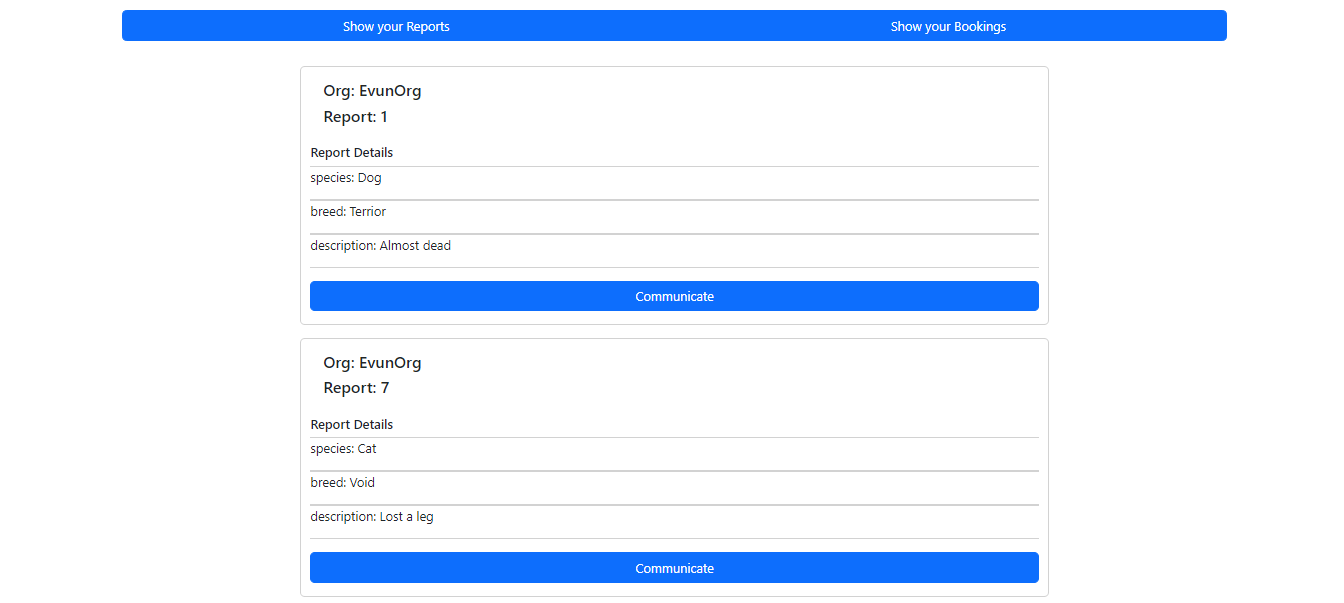 Show your Reports Show your Bookings
Org: EvunOrg
Report: 1
Report Details
species: Dog
breed: Terrior
description: Almost dead
Communicate
Org: EvunOrg
Report: 7
Report Details
species: Cat
breed: Void
description: Lost a leg
Communicate